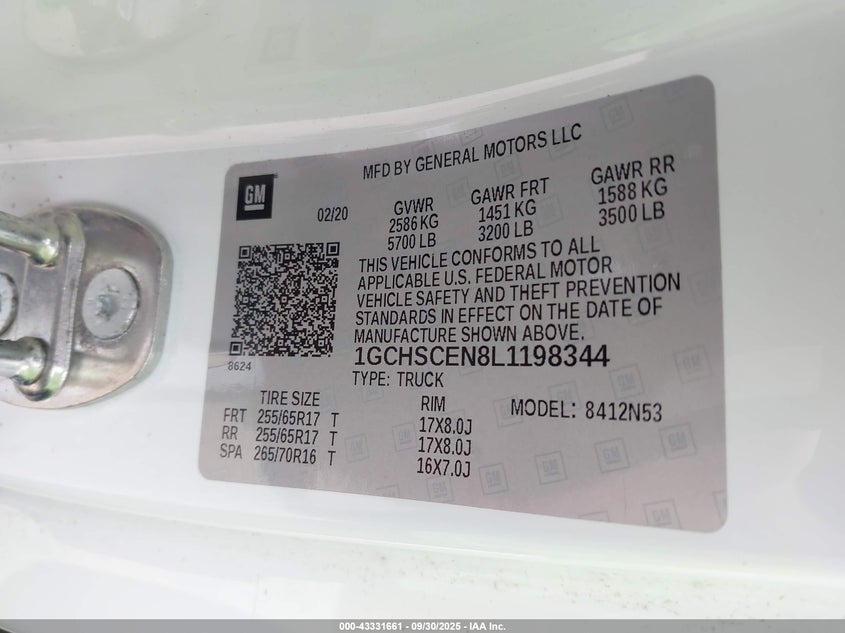 MFD BY GENERAL MOTORS LLC
GM
02/20
GVWR
2586 KG
5700 LB
GAWR FRT
1451 KG
3200 LB
GAWR RR
1588 KG
3500 LB
THIS VEHICLE CONFORMS TO ALL
APPLICABLE U.S. FEDERAL MOTOR
VEHICLE SAFETY AND THEFT PREVENTION
STANDARDS IN EFFECT ON THE DATE OF
MANUFACTURE SHOWN ABOVE.
8624
1GCHSCEN8L1198344
TYPE: TRUCK
TIRE SIZE
RIM
MODEL: 8412N53
FRT 255/65R17 T 17X8.0J
RR 255/65R17 T 17X8.0J
SPA 265/70R16 T 16X7.0J
000-43331661 - 09/30/2025 - IAA Inc.